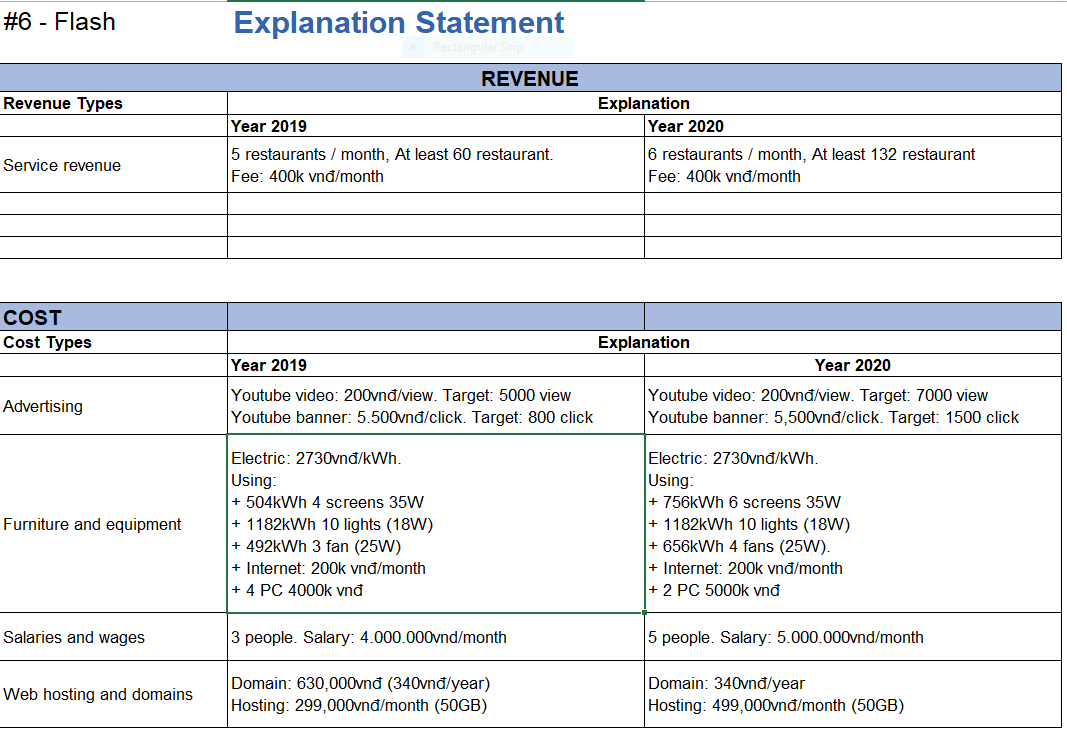 #6 - Flash
Explanation Statement
Rectangular Snip
REVENUE
Revenue Types
Explanation
Year 2019
Year 2020
Service revenue
5 restaurants / month, At least 60 restaurant.
Fee: 400k vnđ/month
6 restaurants / month, At least 132 restaurant
Fee: 400k vnđ/month
COST
Cost Types
Explanation
Year 2019
Year 2020
Advertising
Youtube video: 200vnđ/view. Target: 5000 view
Youtube banner: 5.500vnđ/click. Target: 800 click
Youtube video: 200vnđ/view. Target: 7000 view
Youtube banner: 5,500vnđ/click. Target: 1500 click
Furniture and equipment
Electric: 2730vnđ/kWh.
Using:
+ 504kWh 4 screens 35W
+ 1182kWh 10 lights (18W)
+ 492kWh 3 fan (25W)
+ Internet: 200k vnđ/month
+ 4 PC 4000k vnđ
Electric: 2730vnđ/kWh.
Using:
+ 756kWh 6 screens 35W
+ 1182kWh 10 lights (18W)
+ 656kWh 4 fans (25W).
+ Internet: 200k vnđ/month
+ 2 PC 5000k vnđ
Salaries and wages
3 people. Salary: 4.000.000vnd/month
5 people. Salary: 5.000.000vnd/month
Web hosting and domains
Domain: 630,000vnđ (340vnđ/year)
Hosting: 299,000vnđ/month (50GB)
Domain: 340vnđ/year
Hosting: 499,000vnđ/month (50GB)